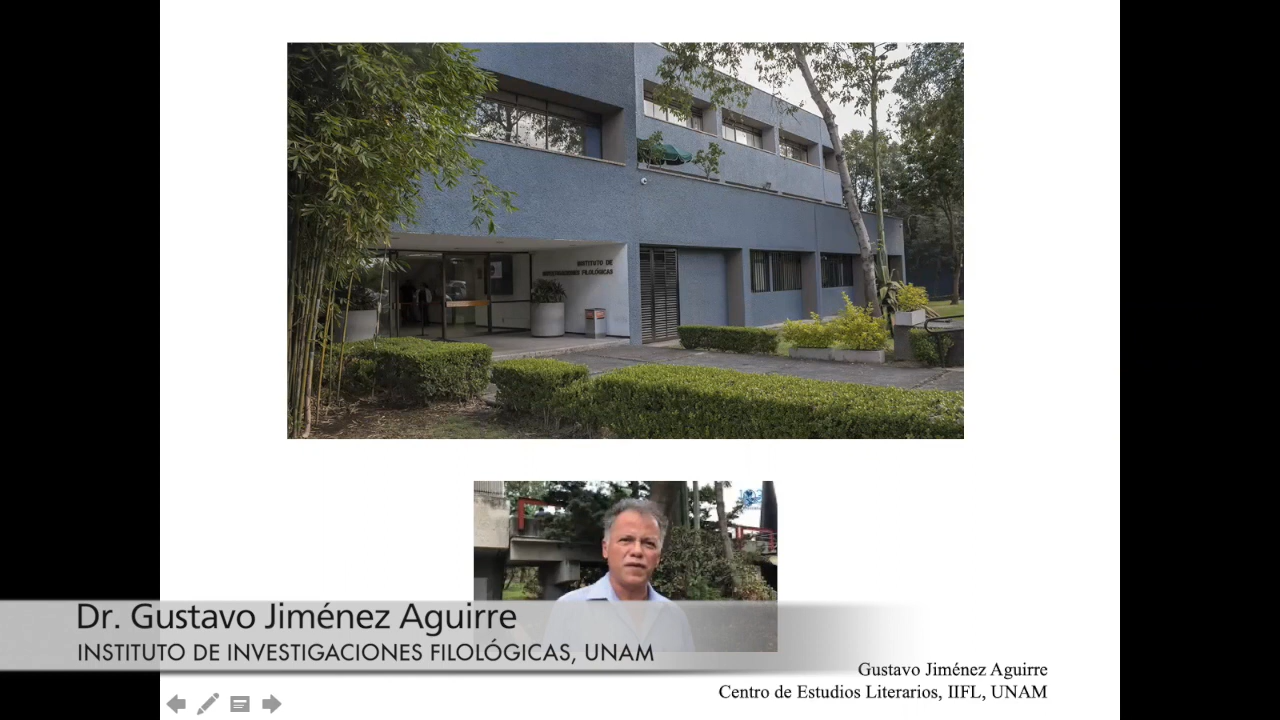 INSTITUTO DE
INVESTIGACIONES FILOLÓGICAS
Dr. Gustavo Jiménez Aguirre
INSTITUTO DE INVESTIGACIONES FILOLÓGICAS, UNAM
Gustavo Jiménez Aguirre
Centro de Estudios Literarios, IIFL, UNAM